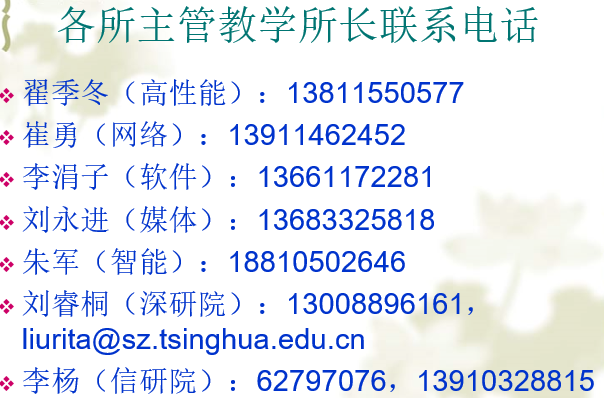 各所主管教学所长联系电话
翟季冬（高性能）：13811550577
崔勇（网络）：13911462452
李涓子（软件）：13661172281
刘永进（媒体）：13683325818
朱军（智能）：18810502646
刘睿桐（深研院）：13008896161，
liurita@sz.tsinghua.edu.cn
李杨（信研院）：62797076，13910328815